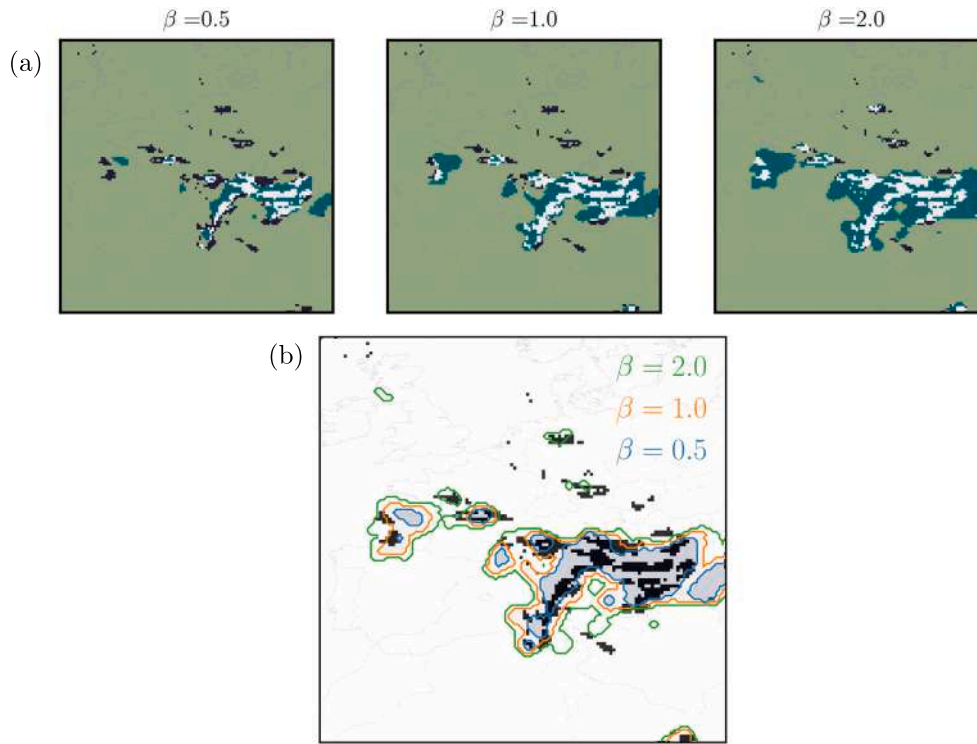 β =0.5 β =1.0 β =2.0
(a)
(b)
β = 2.0
β = 1.0
β = 0.5